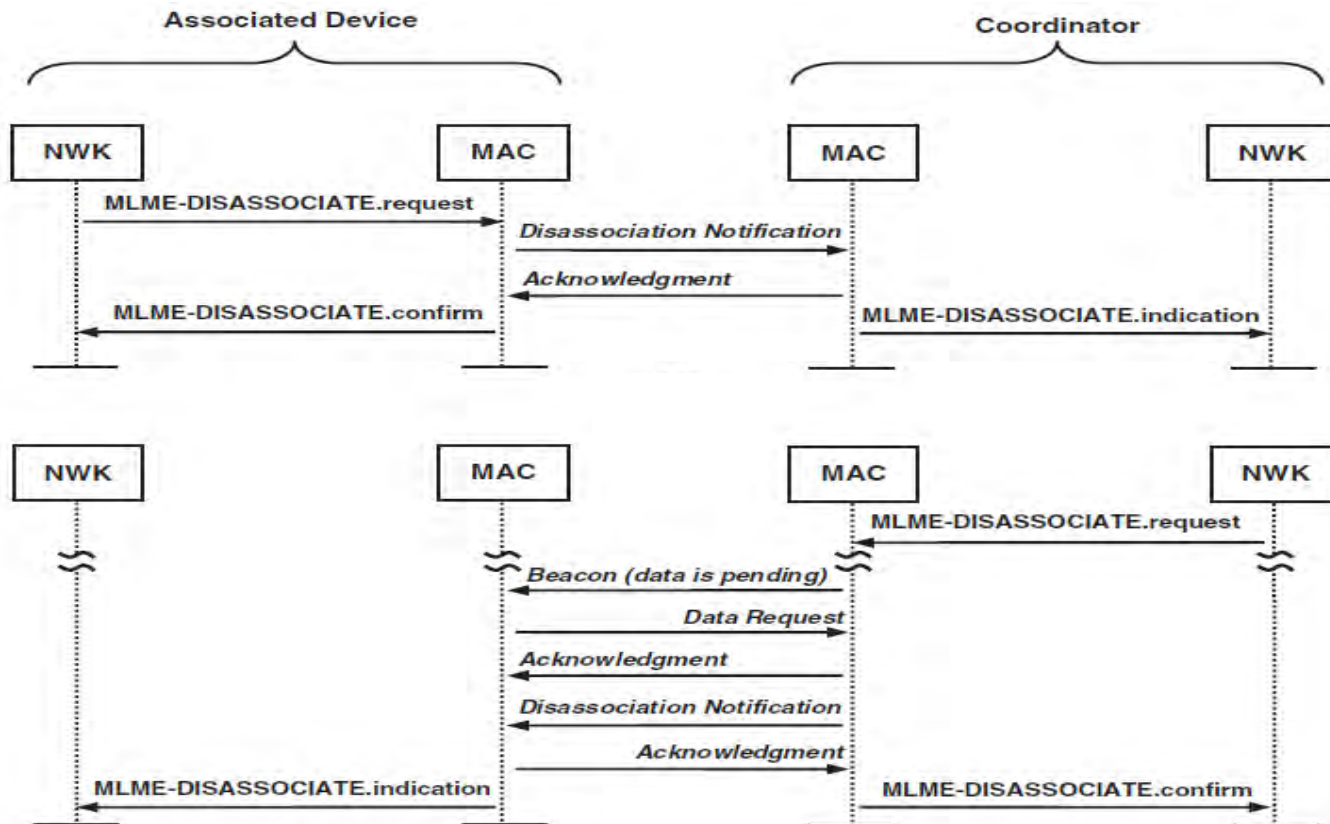 Associated Device
Coordinator
NWK
MAC
MAC
NWK
MLME-DISASSOCIATE.request
Disassociation Notification
Acknowledgment
MLME-DISASSOCIATE.confirm
MLME-DISASSOCIATE.indication
NWK
MAC
MAC
NWK
MLME-DISASSOCIATE.request
Beacon (data is pending)
Data Request
Acknowledgment
Disassociation Notification
Acknowledgment
MLME-DISASSOCIATE.indication
MLME-DISASSOCIATE.confirm